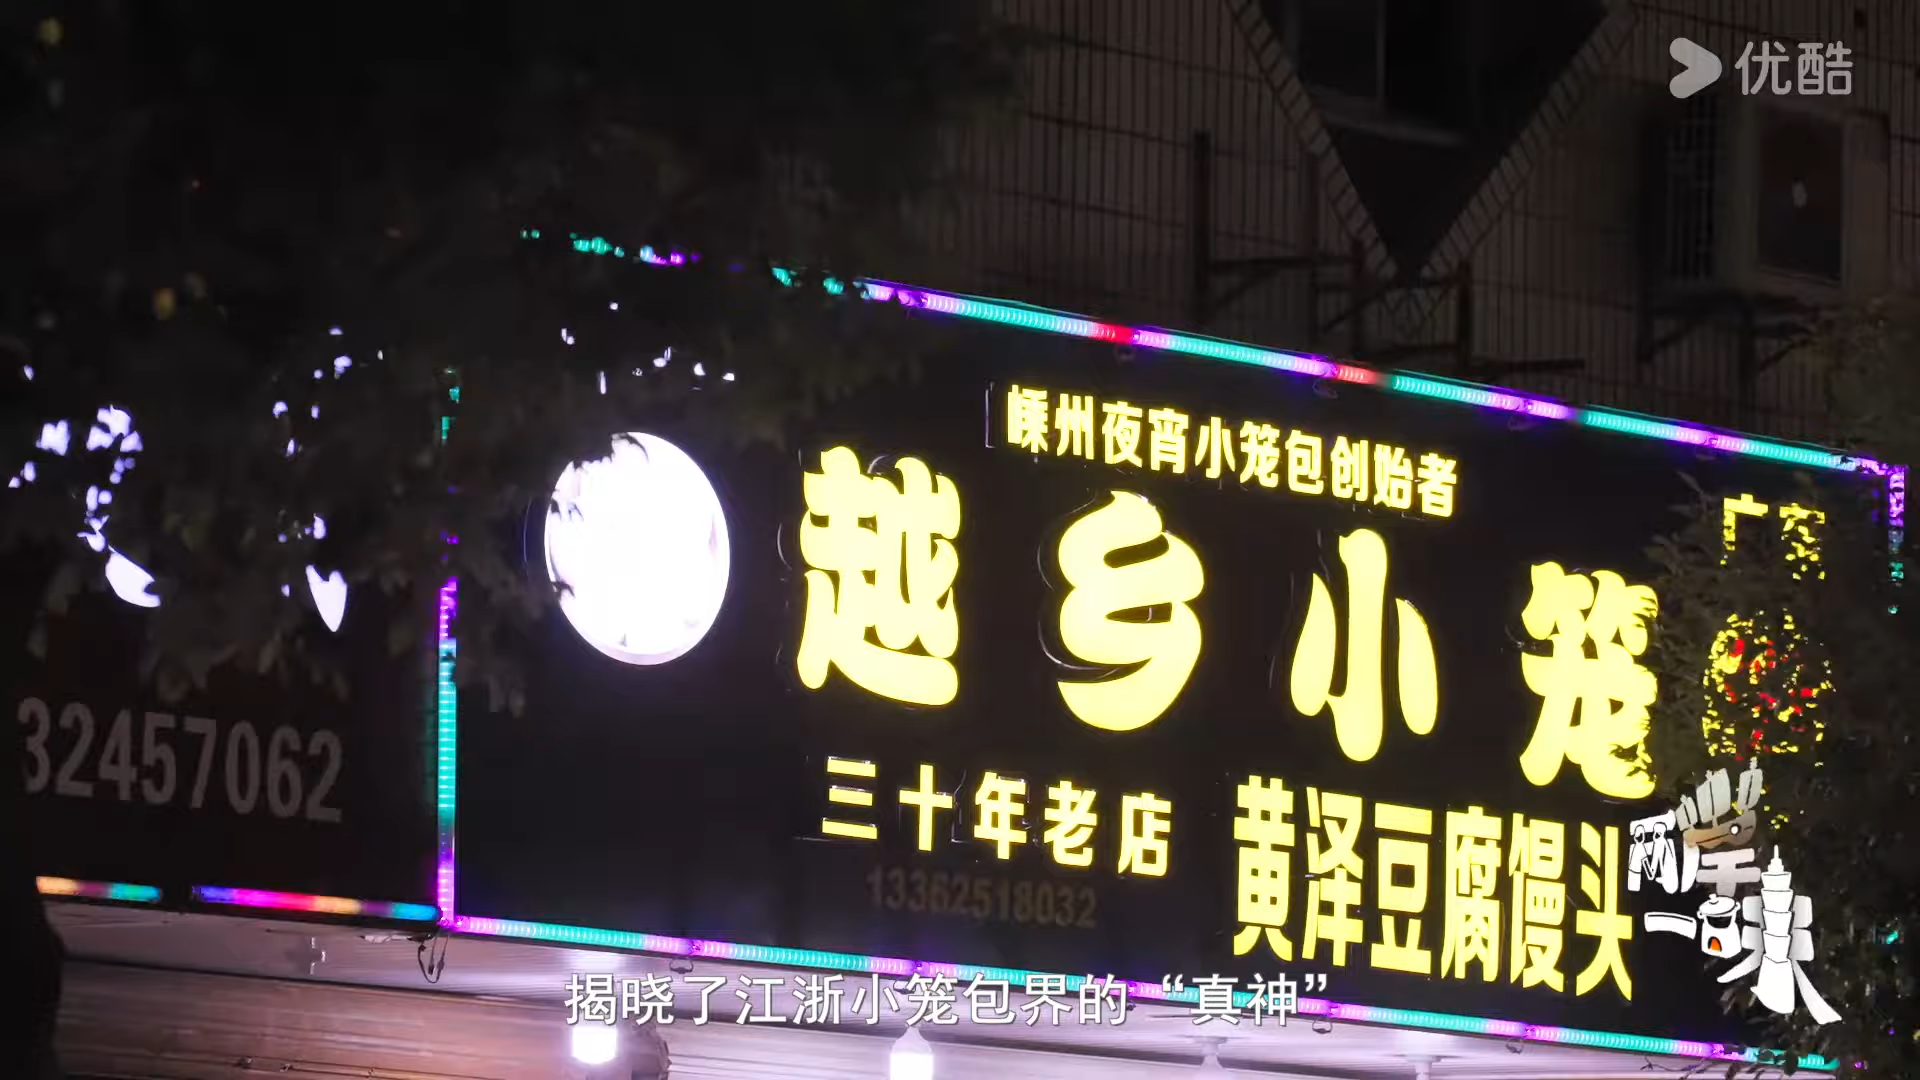 优酷
嵊州夜宵小笼包创始者
越乡小笼
三十年老店
黄泽豆腐馒头
13362518032
32457062
揭晓了江浙小笼包界的“真神”